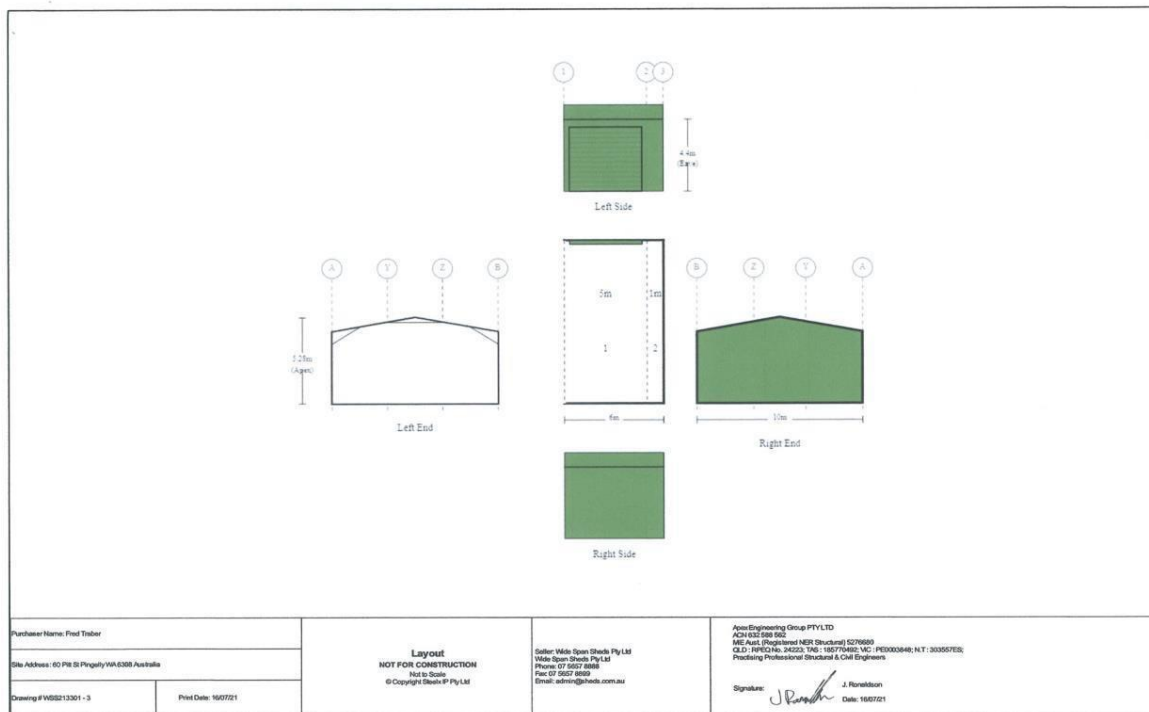 1 2 3
4.4m
(Eave)
Left Side
A Y Z B
5.28m
(Apex)
Left End
5m 1m
1 2
6m
B Z Y A
10m
Right End
Right Side
Purchaser Name: Fred Traber
Site Address: 60 Pitt St Pingelly WA 6308 Australia
Drawing # WSS213301 - 3
Print Date: 16/07/21
Layout
NOT FOR CONSTRUCTION
Not to Scale
© Copyright Steelx IP Pty Ltd
Seller: Wide Span Sheds Pty Ltd
Wide Span Sheds Pty Ltd
Phone: 07 5657 8888
Fax: 07 5657 8899
Email: admin@sheds.com.au
Apex Engineering Group PTY LTD
ACN 632 588 562
MIE Aust. (Registered NER Structural) 5276680
QLD : RPEQ No. 24223; TAS : 185770492; VIC : PE0003848; N.T : 303557ES;
Practising Professional Structural & Civil Engineers
Signature:
J. Ronaldson
Date: 16/07/21